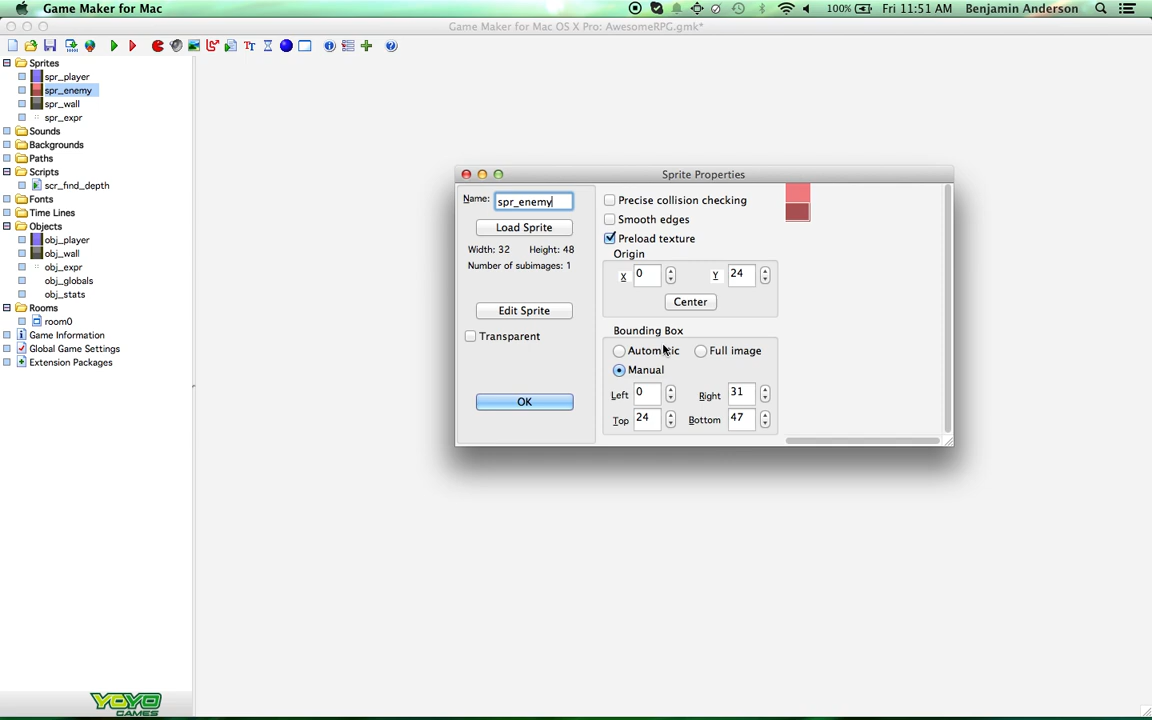 Game Maker for Mac
100%
Fri 11:51 AM
Benjamin Anderson
Game Maker for Mac OS X Pro: AwesomeRPG.gmk*
Sprites
spr_player
spr_enemy
spr_wall
spr_expr
Sounds
Backgrounds
Paths
Scripts
scr_find_depth
Fonts
Time Lines
Objects
obj_player
obj_wall
obj_expr
obj_globals
obj_stats
Rooms
room0
Game Information
Global Game Settings
Extension Packages
YOYO
GAMES
Sprite Properties
Name: spr_enemy
Load Sprite
Width: 32 Height: 48
Number of subimages: 1
Edit Sprite
Transparent
OK
Precise collision checking
Smooth edges
Preload texture
Origin
X 0 Y 24
Center
Bounding Box
Automatic Full image
Manual
Left 0 Right 31
Top 24 Bottom 47